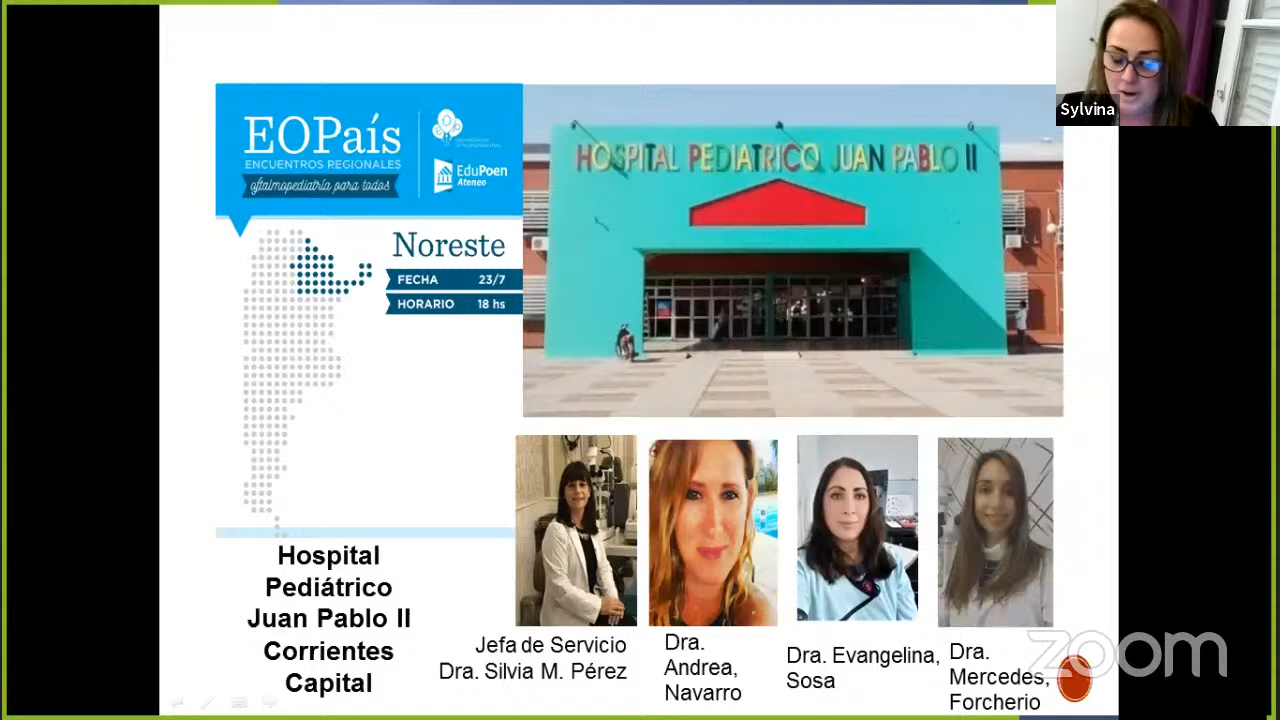 Sylvina
EOPaís
ENCUENTROS REGIONALES
oftalmopediatría para todos
EduPoen
Ateneo
Noreste
FECHA 23/7
HORARIO 18 hs
HOSPITAL PEDIATRICO JUAN PABLO II
Hospital
Pediátrico
Juan Pablo II
Corrientes
Capital
Jefa de Servicio
Dra. Silvia M. Pérez
Dra.
Andrea,
Navarro
Dra. Evangelina,
Sosa
Dra.
Mercedes,
Forcherio
zoom